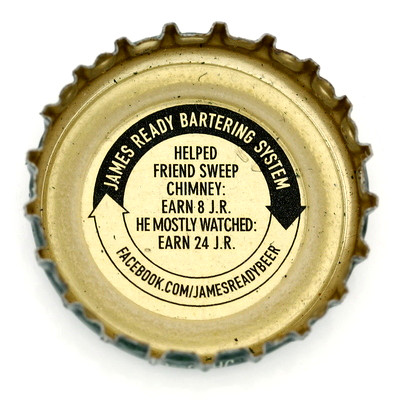 JAMES READY BARTERING SYSTEM
HELPED
FRIEND SWEEP
CHIMNEY:
EARN 8 J.R.
HE MOSTLY WATCHED:
EARN 24 J.R.
FACEBOOK.COM/JAMESREADYBEER